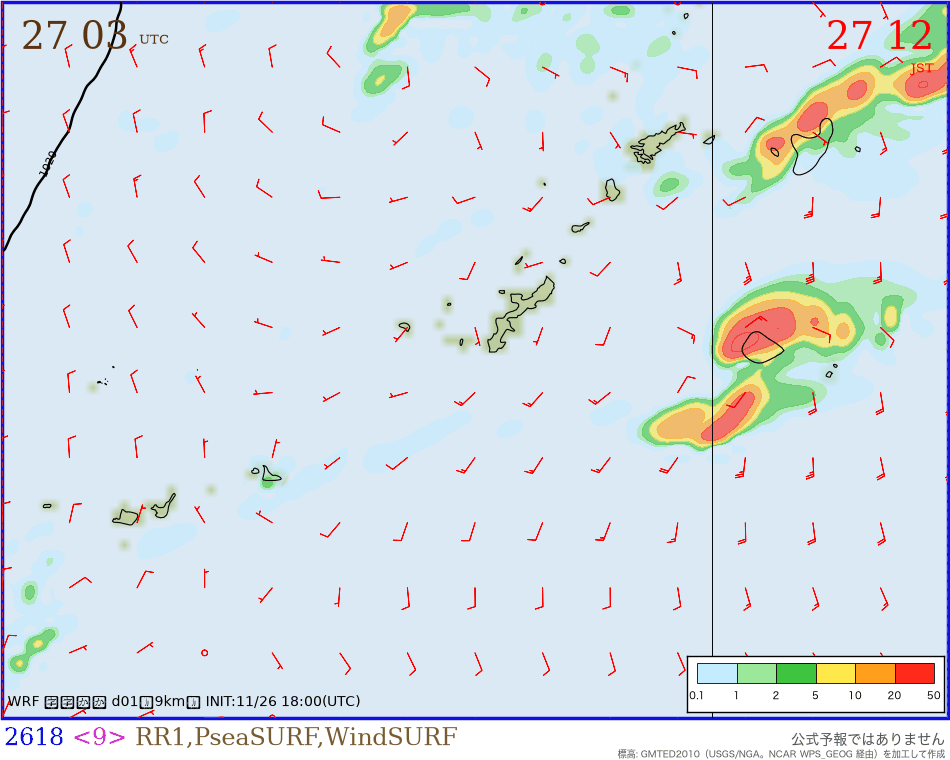 27 03 UTC
27 12
JST
1020
0.1 1 2 5 10 20 50
WRF d01 9km INIT:11/26 18:00(UTC)
2618 <9> RR1,PseaSURF,WindSURF
公式予報ではありません
標高: GMTED2010（USGS/NGA。NCAR WPS_GEOG 経由）を加工して作成